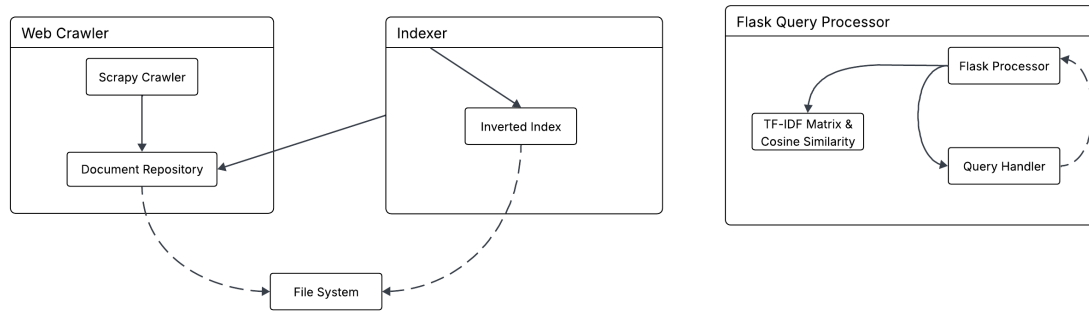 Web Crawler
Scrapy Crawler
Document Repository
Indexer
Inverted Index
File System
Flask Query Processor
Flask Processor
TF-IDF Matrix &
Cosine Similarity
Query Handler